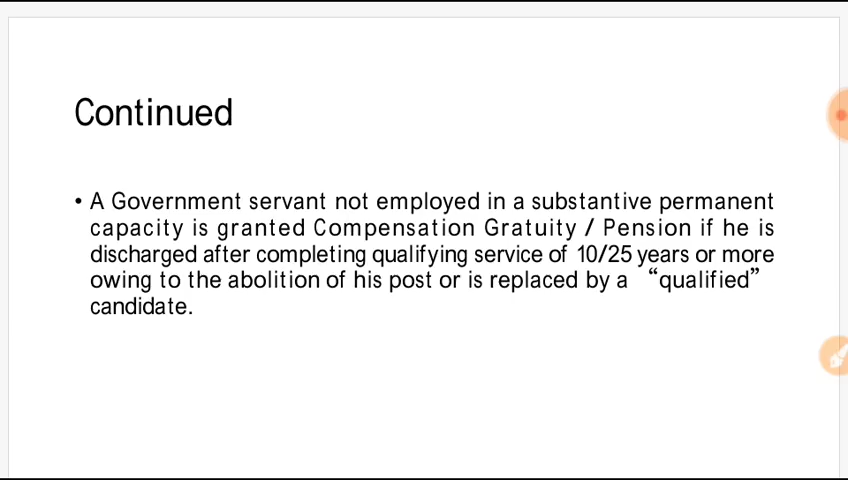 Continued
• A Government servant not employed in a substantive permanent
capacity is granted Compensation Gratuity / Pension if he is
discharged after completing qualifying service of 10/25 years or more
owing to the abolition of his post or is replaced by a “qualified”
candidate.